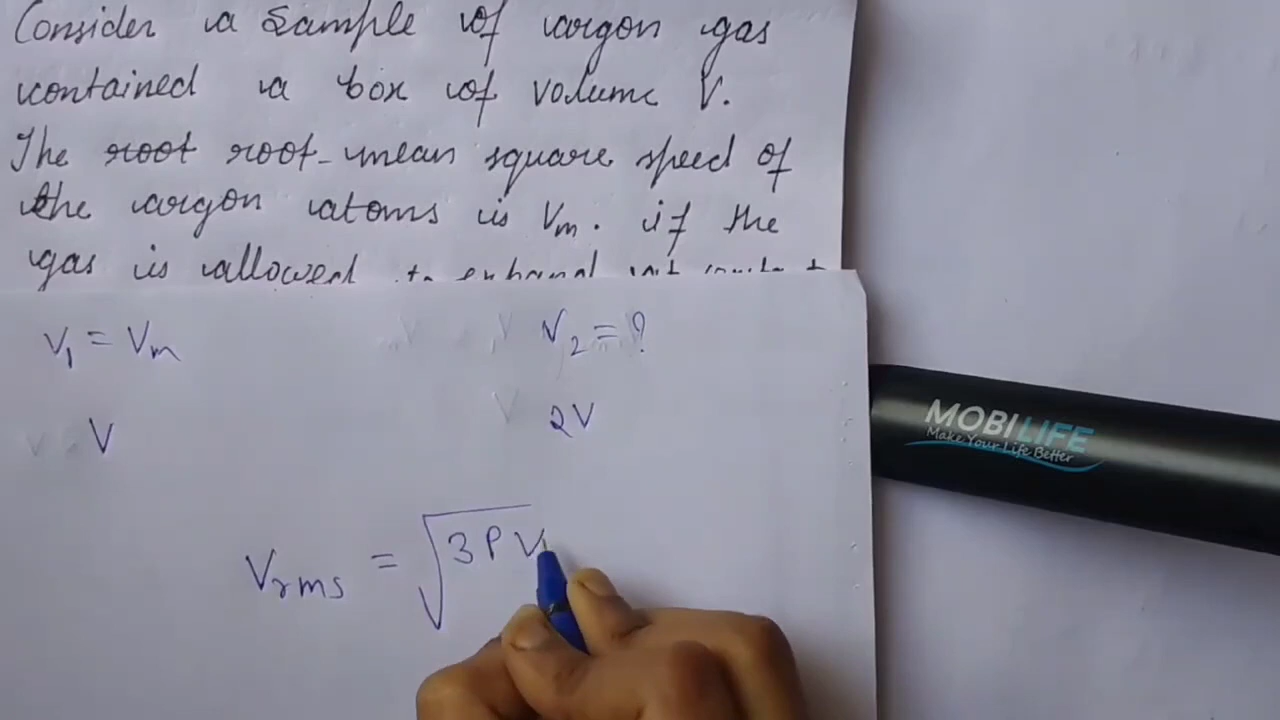 Consider a sample of argon gas
contained a box of volume V.
The root root-mean square speed of
the argon atoms is Vm. if the
gas is allowed to
V1 = Vm
V2 = ?
V
2V
Vrms = √3PV
MOBILIFE
Make Your Life Better